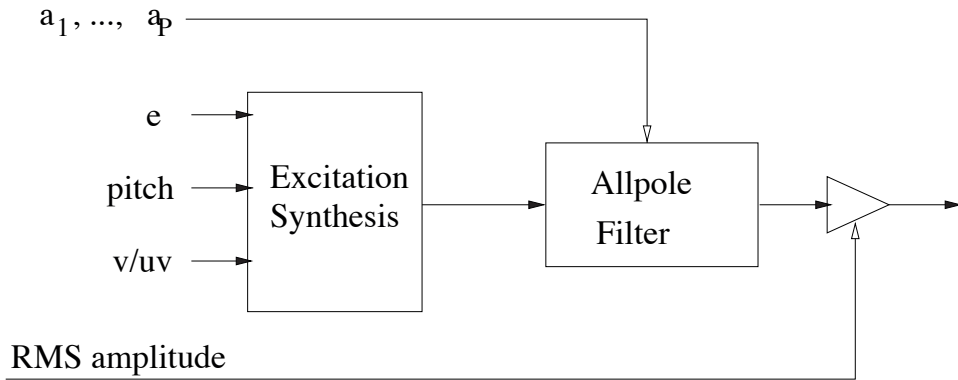 a1, ..., aP
e
pitch
v/uv
Excitation
Synthesis
Allpole
Filter
RMS amplitude